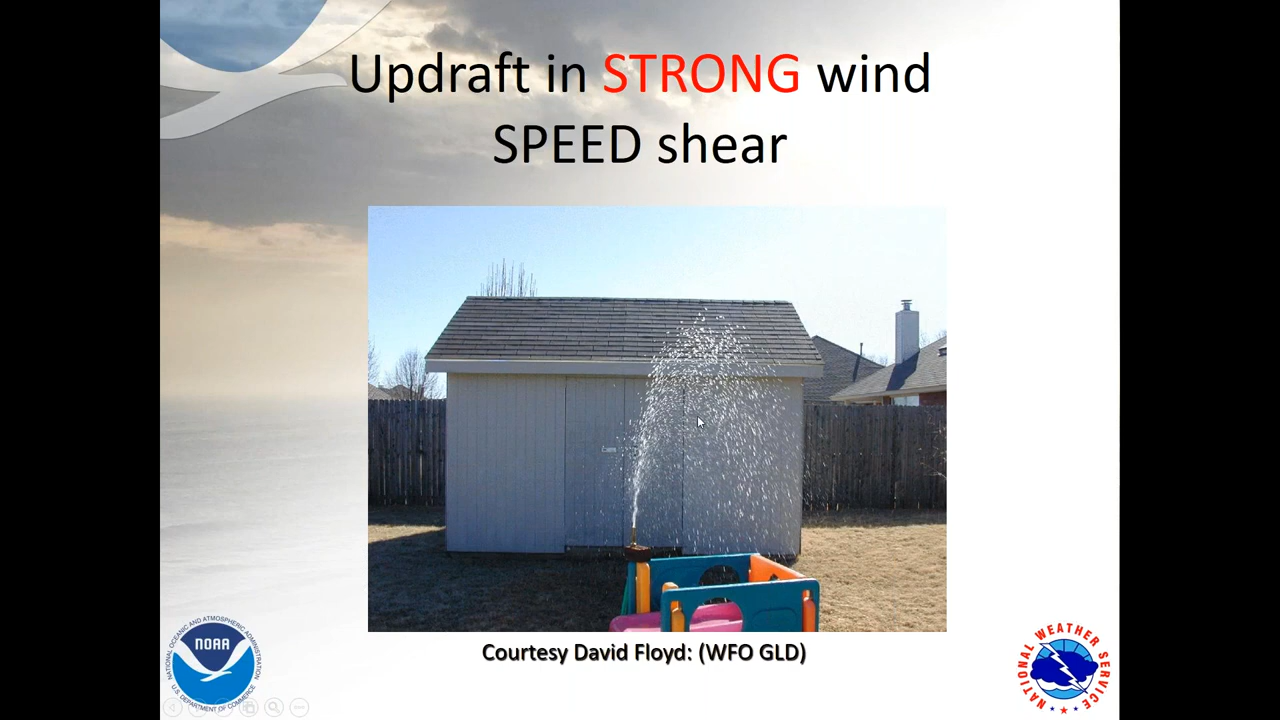 Updraft in STRONG wind
SPEED shear
Courtesy David Floyd: (WFO GLD)
NATIONAL OCEANIC AND ATMOSPHERIC ADMINISTRATION
NOAA
U.S. DEPARTMENT OF COMMERCE
NATIONAL WEATHER SERVICE